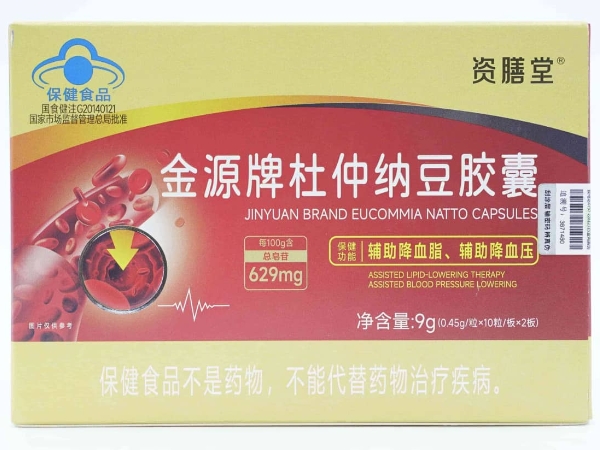 保健食品
国食健注G20140121
国家市场监督管理总局批准
资膳堂®
金源牌杜仲纳豆胶囊
JINYUAN BRAND EUCOMMIA NATTO CAPSULES
每100g含
总皂苷
629mg
保健功能
辅助降血脂、辅助降血压
ASSISTED LIPID-LOWERING THERAPY
ASSISTED BLOOD PRESSURE LOWERING
净含量:9g(0.45g/粒×10粒/板×2板)
图片仅供参考
保健食品不是药物，不能代替药物治疗疾病。